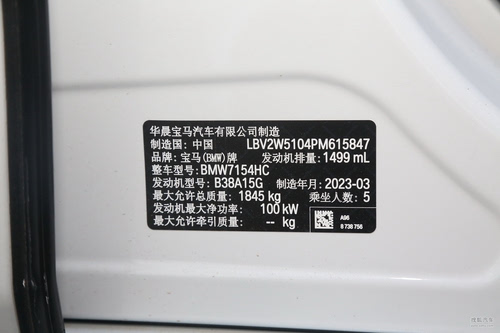 华晨宝马汽车有限公司制造
制造国：中国 LBV2W5104PM615847
品牌：宝马(BMW)牌 发动机排量：1499 mL
整车型号：BMW7154HC
发动机型号：B38A15G 制造年月：2023-03
最大允许总质量：1845 kg 乘坐人数：5
发动机最大净功率：100 kW
最大允许牵引质量：-- kg
A96
8 738 756